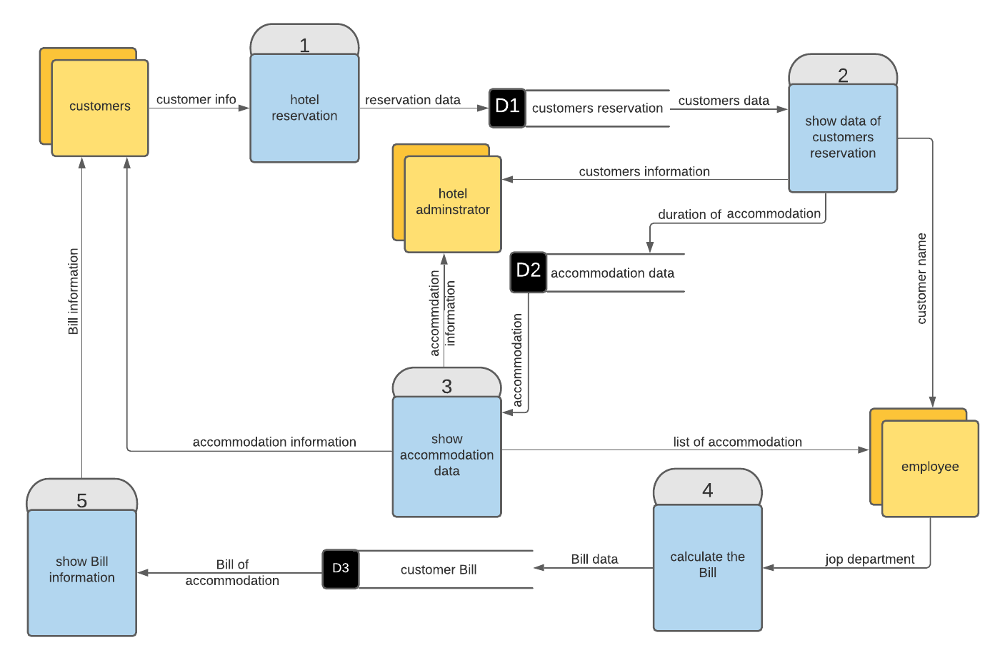 1
customers
customer info
hotel
reservation
reservation data
D1
customers reservation
customers data
2
show data of
customers
reservation
customers information
hotel
adminstrator
duration of accommodation
D2
accommodation data
customer name
Bill information
accommdation
information
accommodation
3
show
accommodation
data
accommodation information
list of accommodation
employee
4
calculate the
Bill
jop department
Bill data
D3
customer Bill
Bill of
accommodation
5
show Bill
information